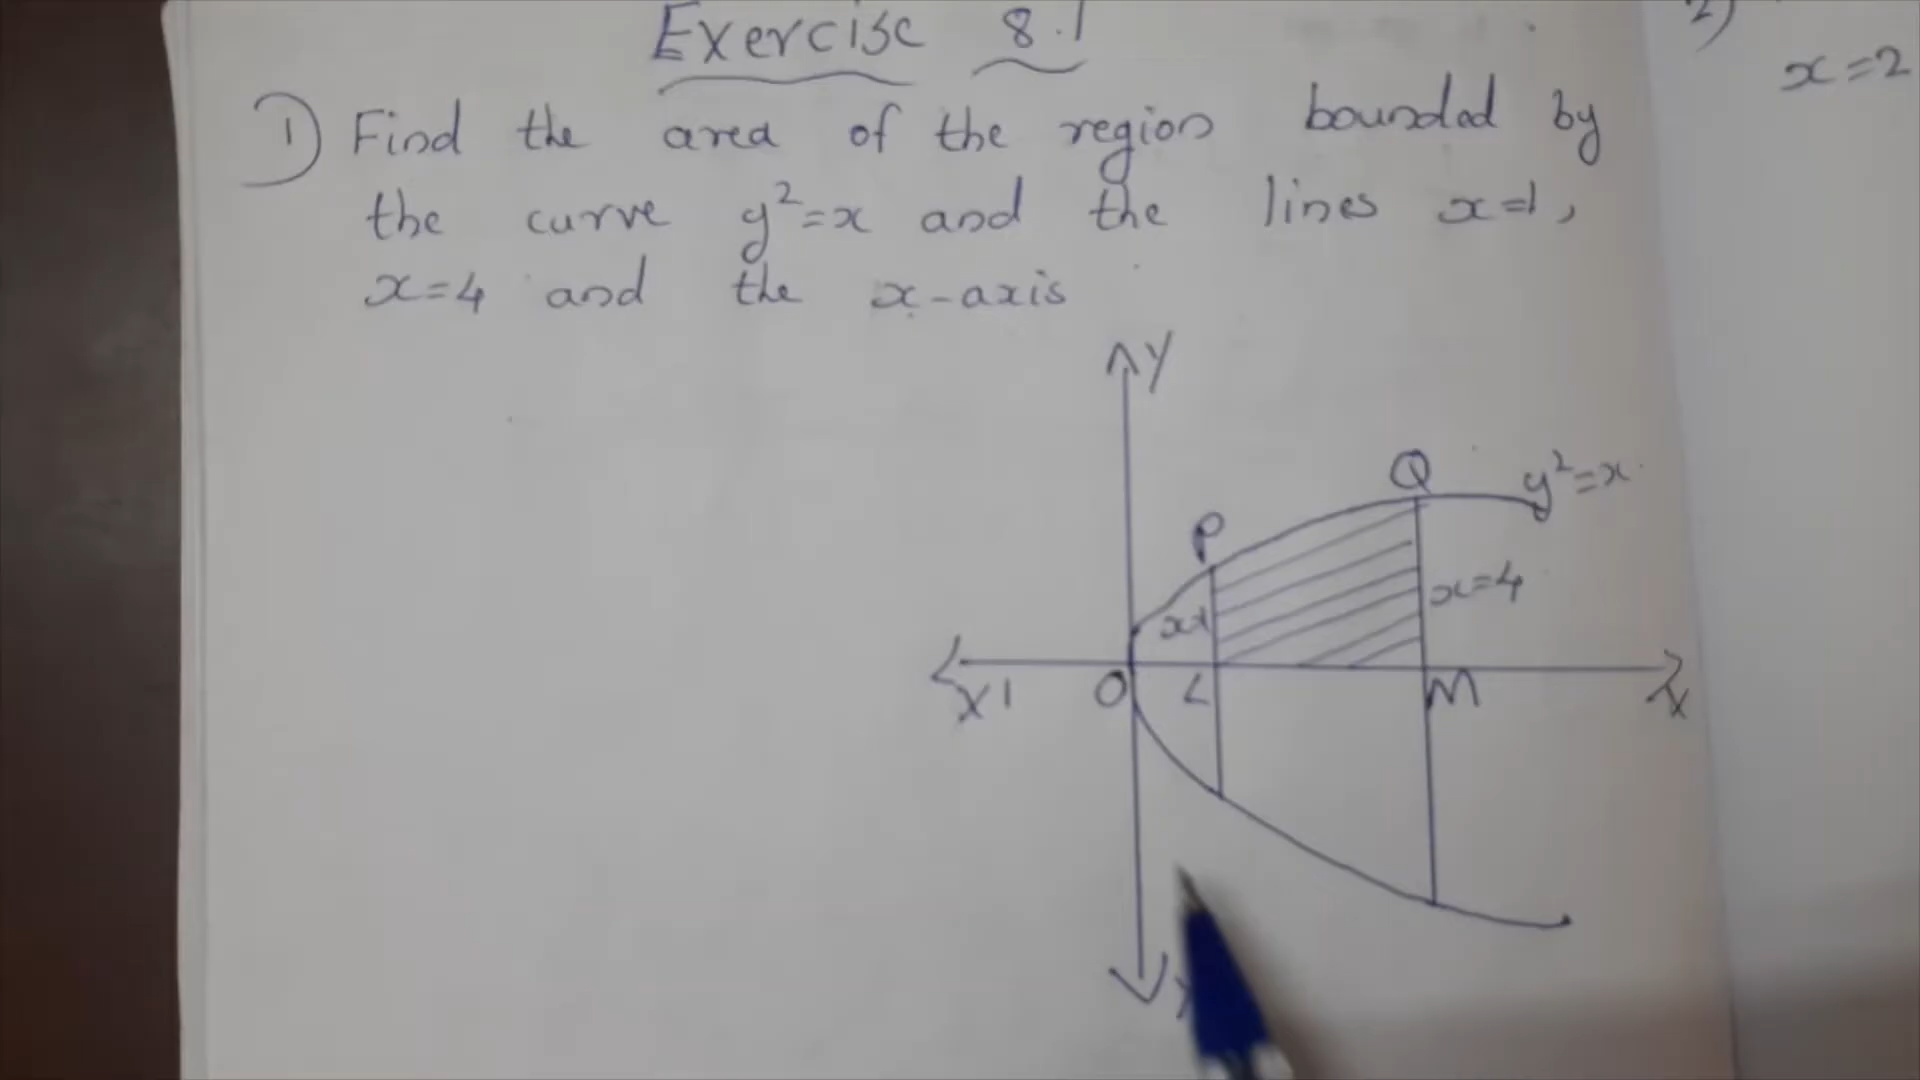 Exercise 8.1
1) Find the area of the region bounded by
the curve y²=x and the lines x=1,
x=4 and the x-axis
2)
x=2
Y
Q
y²=x
P
x=1
x=4
X'
O
L
M
X